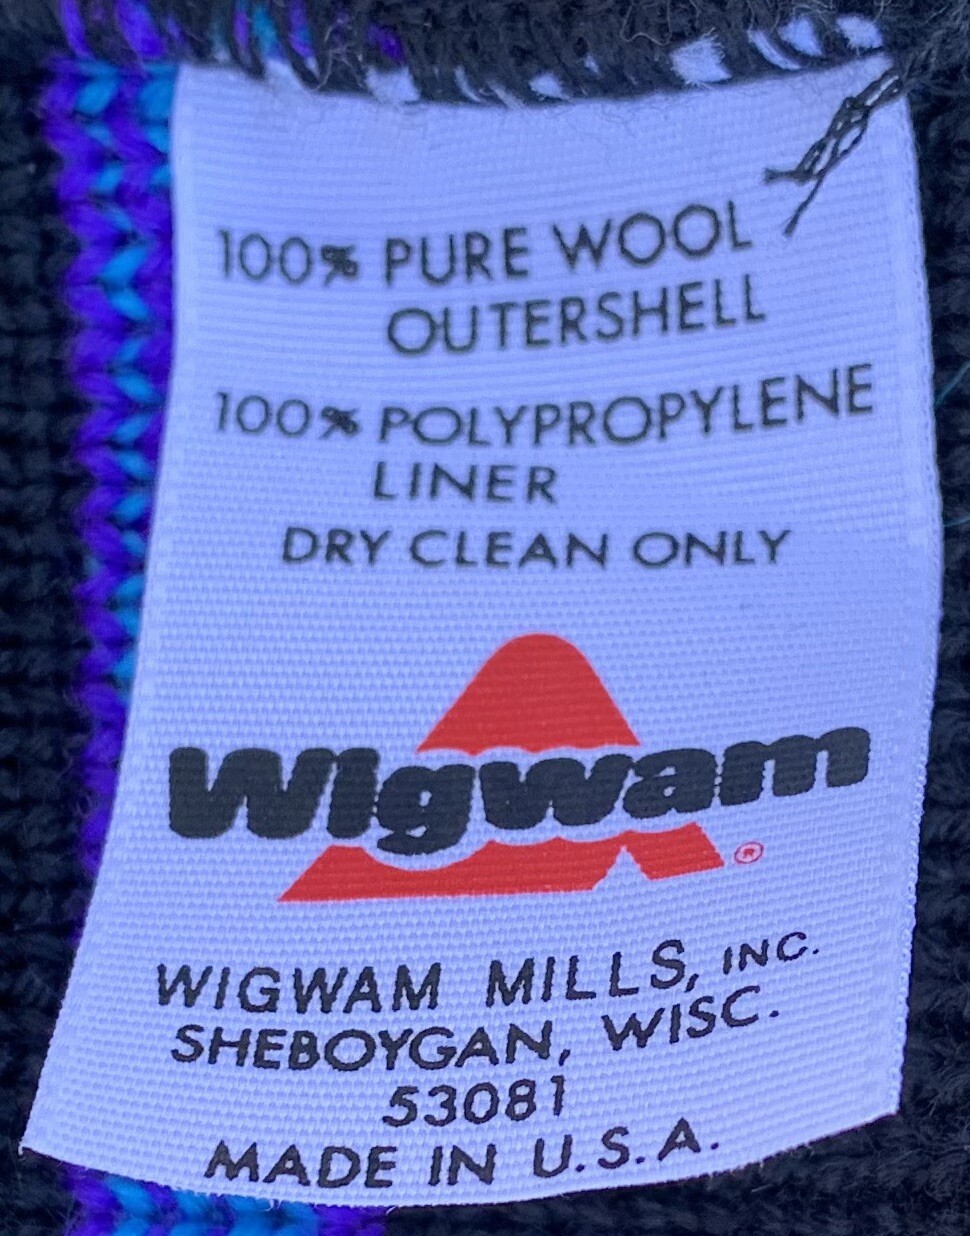 100% PURE WOOL
OUTERSHELL
100% POLYPROPYLENE
LINER
DRY CLEAN ONLY
Wigwam ®
WIGWAM MILLS, INC.
SHEBOYGAN, WISC.
53081
MADE IN U.S.A.